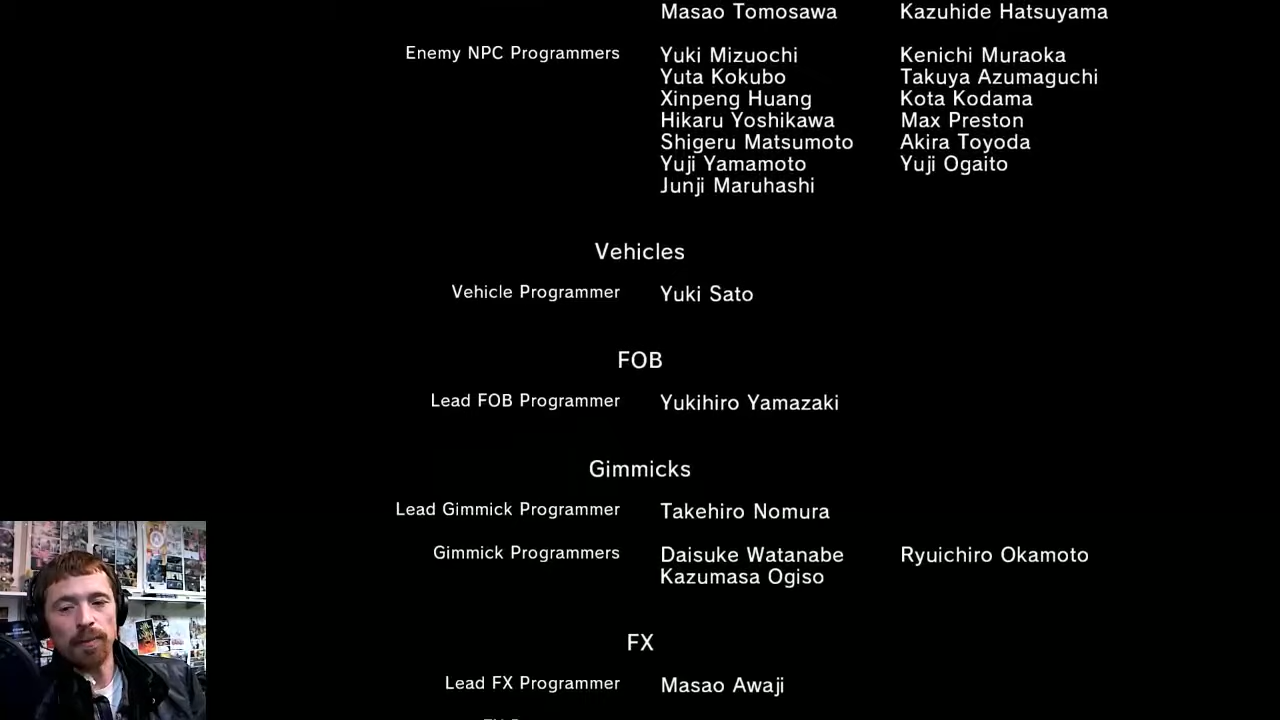 Masao Tomosawa Kazuhide Hatsuyama
Enemy NPC Programmers Yuki Mizuochi Kenichi Muraoka
Yuta Kokubo Takuya Azumaguchi
Xinpeng Huang Kota Kodama
Hikaru Yoshikawa Max Preston
Shigeru Matsumoto Akira Toyoda
Yuji Yamamoto Yuji Ogaito
Junji Maruhashi
Vehicles
Vehicle Programmer Yuki Sato
FOB
Lead FOB Programmer Yukihiro Yamazaki
Gimmicks
Lead Gimmick Programmer Takehiro Nomura
Gimmick Programmers Daisuke Watanabe Ryuichiro Okamoto
Kazumasa Ogiso
FX
Lead FX Programmer Masao Awaji